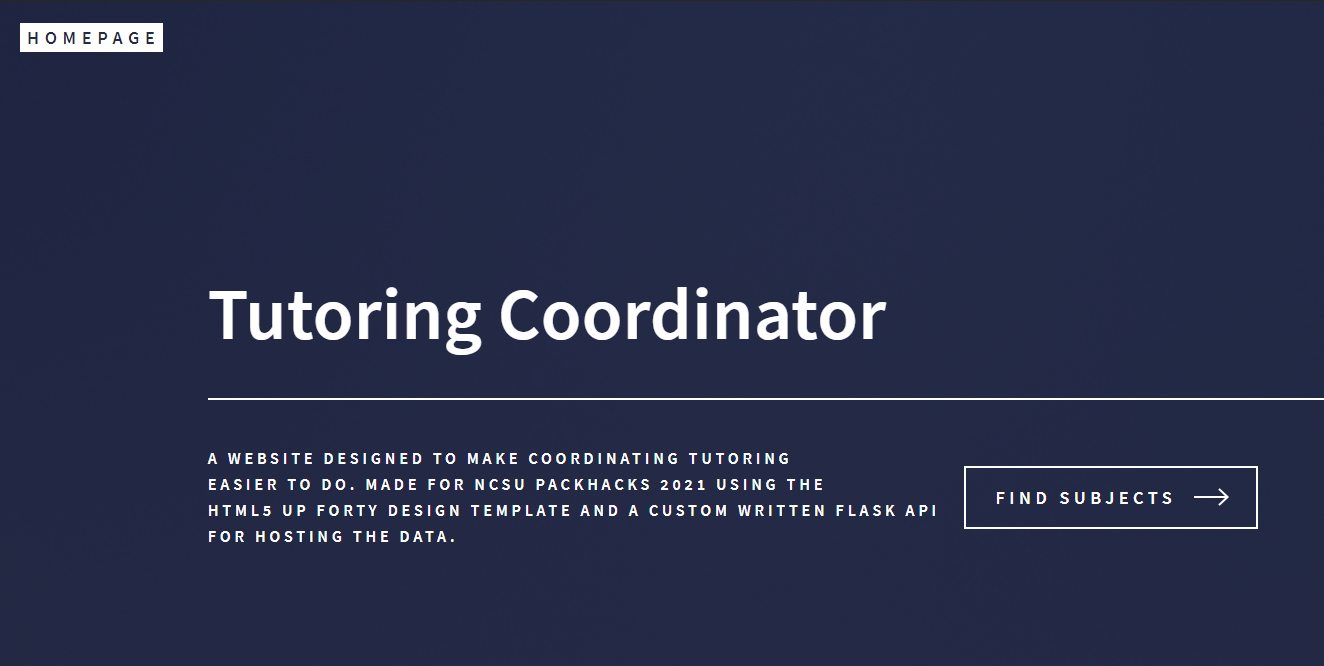 HOMEPAGE
Tutoring Coordinator
A WEBSITE DESIGNED TO MAKE COORDINATING TUTORING
EASIER TO DO. MADE FOR NCSU PACKHACKS 2021 USING THE
HTML5 UP FORTY DESIGN TEMPLATE AND A CUSTOM WRITTEN FLASK API
FOR HOSTING THE DATA.
FIND SUBJECTS